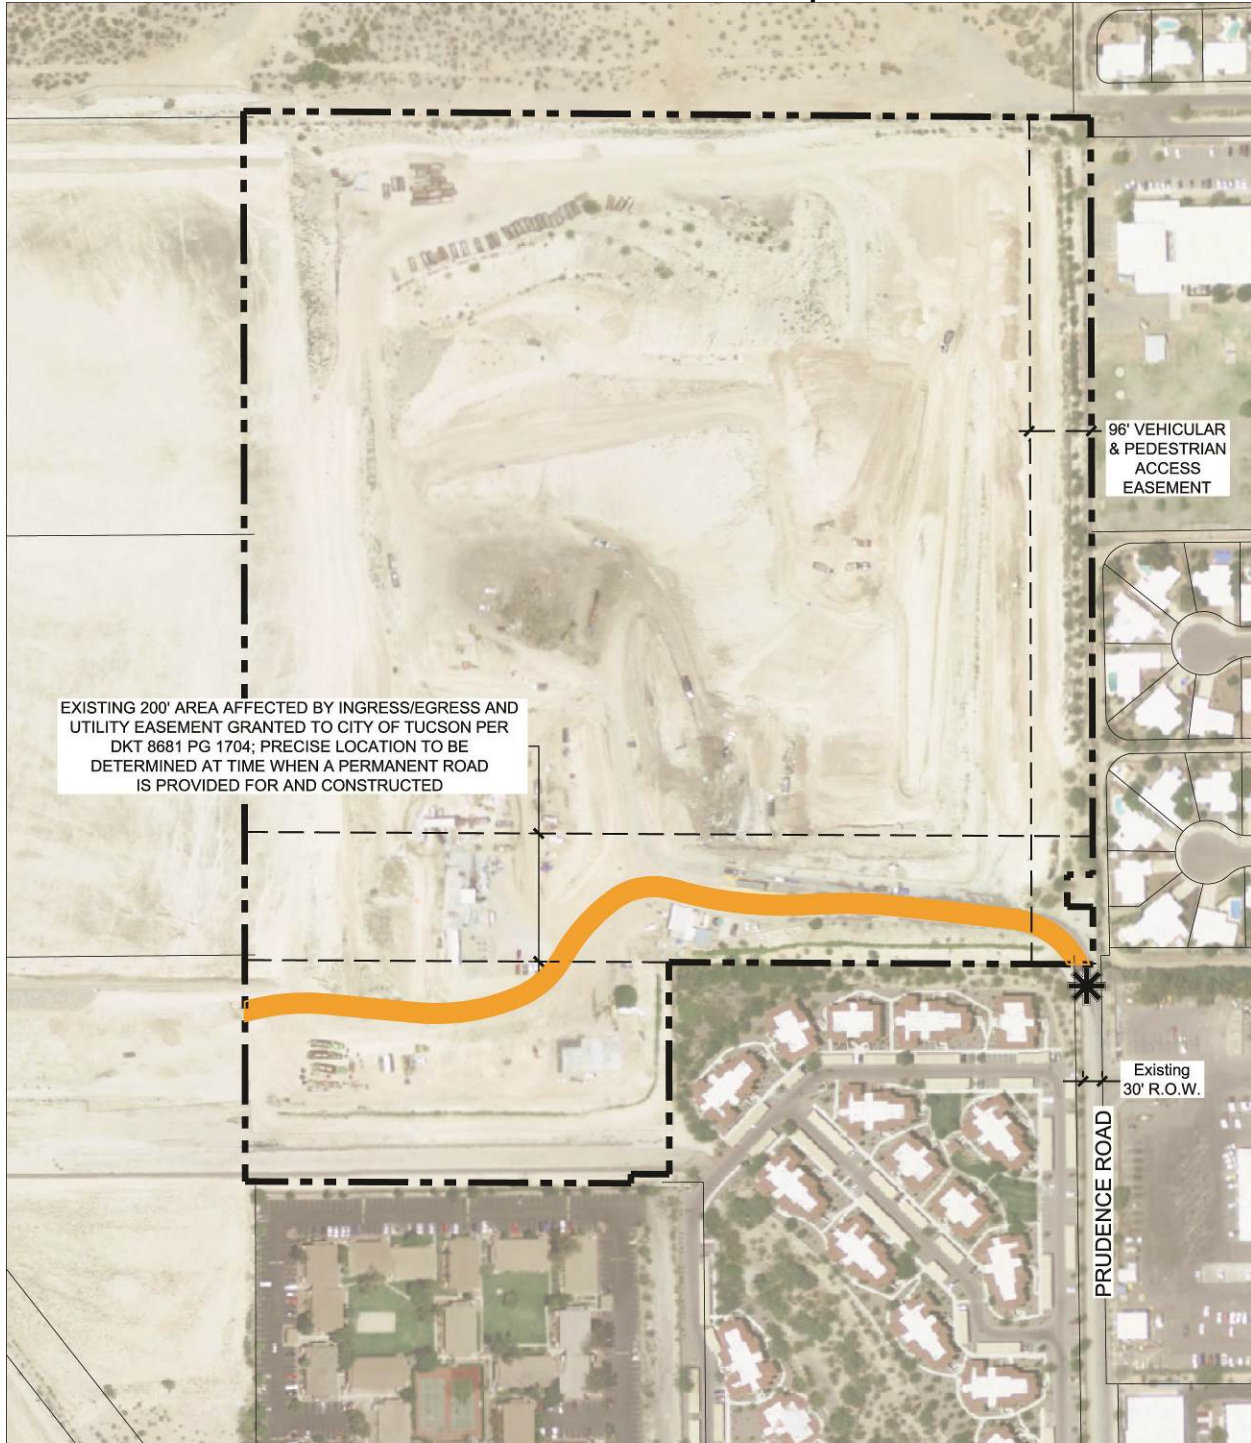 96' VEHICULAR
& PEDESTRIAN
ACCESS
EASEMENT
EXISTING 200' AREA AFFECTED BY INGRESS/EGRESS AND
UTILITY EASEMENT GRANTED TO CITY OF TUCSON PER
DKT 8681 PG 1704; PRECISE LOCATION TO BE
DETERMINED AT TIME WHEN A PERMANENT ROAD
IS PROVIDED FOR AND CONSTRUCTED
Existing
30' R.O.W.
PRUDENCE ROAD